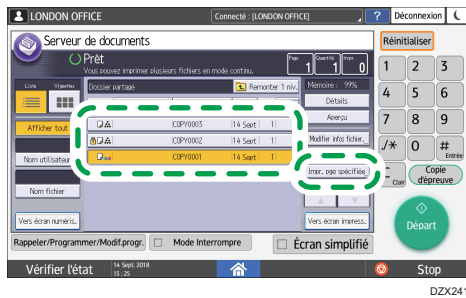 LONDON OFFICE
Connecté : [LONDON OFFICE]
?
Déconnexion
Serveur de documents
Prêt
Vous pouvez imprimer plusieurs fichiers en mode continu.
Page 1
Quantité 1
Impr. 0
Réinitialiser
Liste
Vignettes
Dossier partagé
Remonter 1 niv.
Mémoire : 99%
Détails
Aperçu
Afficher tout
COPY0003 14 Sept 1
COPY0002 14 Sept 1
Modifier infos fichier.
Nom utilisateur
COPY0001 14 Sept 1
Impr. pge spécifiée
Nom fichier
Vers écran numéris.
Vers écran impress.
1 2 3
4 5 6
7 8 9
./* 0 #
Entrée
C
Clair
Copie d'épreuve
Départ
Rappeler/Programmer/Modif.progr.
Mode Interrompre
Écran simplifié
Vérifier l'état
14 Sept. 2018
15 : 25
Stop
DZX241